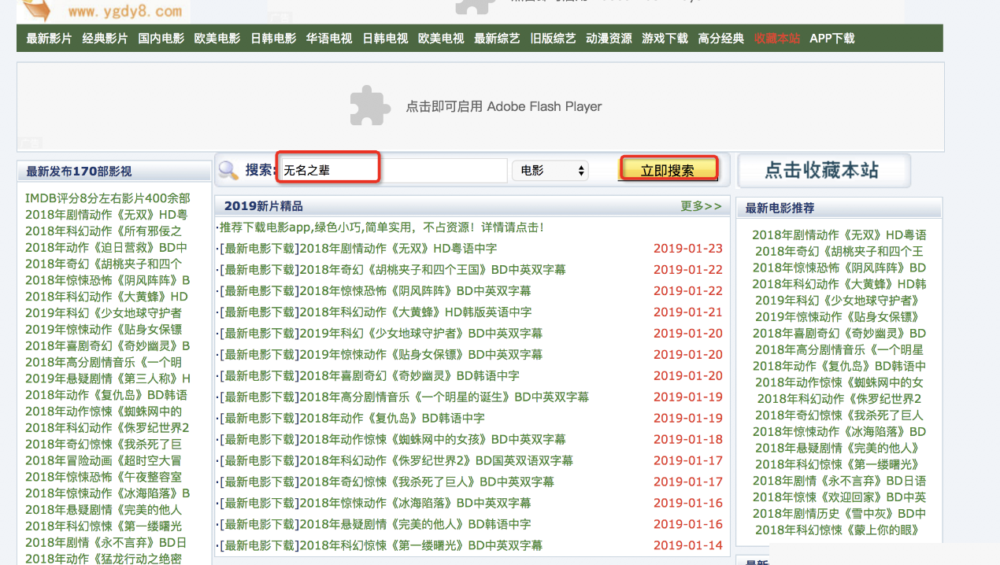 www.ygdy8.com
最新影片 经典影片 国内电影 欧美电影 日韩电影 华语电视 日韩电视 欧美电视 最新综艺 旧版综艺 动漫资源 游戏下载 高分经典 收藏本站 APP下载
点击即可启用 Adobe Flash Player
广告
搜索: 无名之辈 电影 立即搜索
点击收藏本站
最新发布170部影视
IMDB评分8分左右影片400余部
2018年剧情动作《无双》HD粤
2018年科幻动作《所有邪佞之
2018年动作《迫日营救》BD中
2018年奇幻《胡桃夹子和四个
2018年惊悚恐怖《阴风阵阵》B
2018年科幻动作《大黄蜂》HD
2019年科幻《少女地球守护者
2019年惊悚动作《贴身女保镖
2018年喜剧奇幻《奇妙幽灵》B
2018年高分剧情音乐《一个明
2019年悬疑剧情《第三人称》H
2018年动作《复仇岛》BD韩语
2018年动作惊悚《蜘蛛网中的
2018年科幻动作《侏罗纪世界2
2018年奇幻惊悚《我杀死了巨
2018年冒险动画《超时空大冒
2018年惊悚恐怖《午夜整容室
2018年惊悚动作《冰海陷落》B
2018年悬疑剧情《完美的他人
2018年科幻惊悚《第一缕曙光
2018年剧情《永不言弃》BD日
2018年动作《猛龙行动之绝密
2019新片精品 更多>>
·推荐下载电影app,绿色小巧,简单实用，不占资源！详情请点击！
·[最新电影下载]2018年剧情动作《无双》HD粤语中字 2019-01-23
·[最新电影下载]2018年奇幻《胡桃夹子和四个王国》BD中英双字幕 2019-01-22
·[最新电影下载]2018年惊悚恐怖《阴风阵阵》BD中英双字幕 2019-01-22
·[最新电影下载]2018年科幻动作《大黄蜂》HD韩版英语中字 2019-01-21
·[最新电影下载]2019年科幻《少女地球守护者》BD中英双字幕 2019-01-20
·[最新电影下载]2019年惊悚动作《贴身女保镖》BD中英双字幕 2019-01-20
·[最新电影下载]2018年喜剧奇幻《奇妙幽灵》BD韩语中字 2019-01-20
·[最新电影下载]2018年高分剧情音乐《一个明星的诞生》BD中英双字幕 2019-01-19
·[最新电影下载]2018年动作《复仇岛》BD韩语中字 2019-01-19
·[最新电影下载]2018年动作惊悚《蜘蛛网中的女孩》BD中英双字幕 2019-01-18
·[最新电影下载]2018年科幻动作《侏罗纪世界2》BD国英双语双字幕 2019-01-17
·[最新电影下载]2018年奇幻惊悚《我杀死了巨人》BD中英双字幕 2019-01-17
·[最新电影下载]2018年惊悚动作《冰海陷落》BD中英双字幕 2019-01-16
·[最新电影下载]2018年悬疑剧情《完美的他人》BD韩语中字 2019-01-16
·[最新电影下载]2018年科幻惊悚《第一缕曙光》BD中英双字幕 2019-01-14
最新电影推荐
2018年剧情动作《无双》HD粤语
2018年奇幻《胡桃夹子和四个王
2018年惊悚恐怖《阴风阵阵》BD
2018年科幻动作《大黄蜂》HD韩
2019年科幻《少女地球守护者》
2019年惊悚动作《贴身女保镖》
2018年喜剧奇幻《奇妙幽灵》BD
2018年高分剧情音乐《一个明星
2018年动作《复仇岛》BD韩语中
2018年动作惊悚《蜘蛛网中的女
2018年科幻动作《侏罗纪世界2
2018年奇幻惊悚《我杀死了巨人
2018年惊悚动作《冰海陷落》BD
2018年悬疑剧情《完美的他人》
2018年科幻惊悚《第一缕曙光》
2018年剧情《永不言弃》BD日语
2018年惊悚《欢迎回家》BD中英
2018年剧情历史《雪中灰》BD中
2018年科幻惊悚《蒙上你的眼》